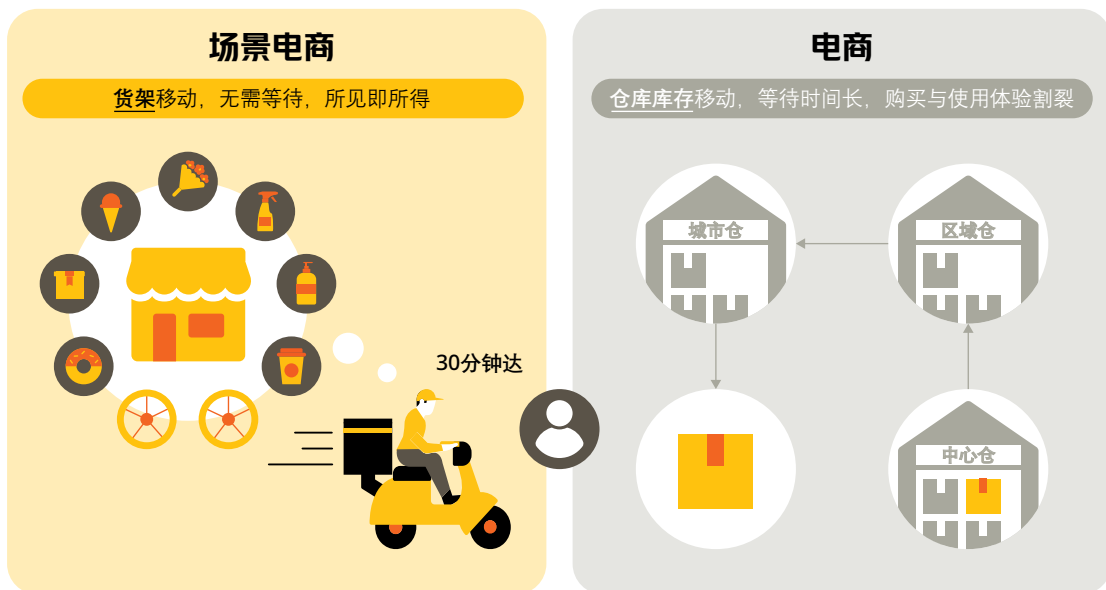 场景电商
货架移动，无需等待，所见即所得
30分钟达
电商
仓库库存移动，等待时间长，购买与使用体验割裂
城市仓
区域仓
中心仓